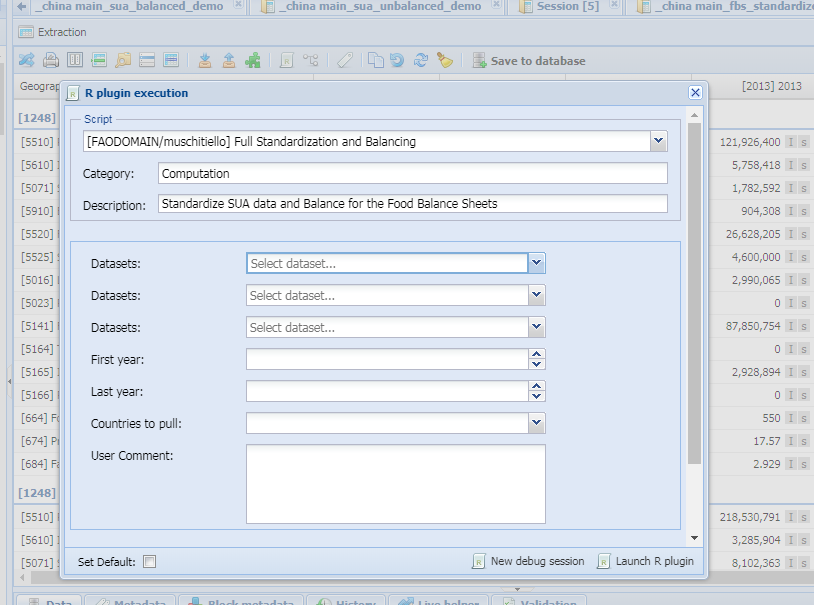 _china main_sua_balanced_demo
_china main_sua_unbalanced_demo
Session [5]
_china main_fbs_standardize
Extraction
Save to database
Geograp
[2013] 2013
R plugin execution
[1248]
Script
[5510]
[FAODOMAIN/muschitiello] Full Standardization and Balancing
121,926,400 I s
[5610]
Category: Computation
5,758,418 I s
[5071]
1,782,592 I s
[5910]
Description: Standardize SUA data and Balance for the Food Balance Sheets
904,308 I s
[5520]
26,628,205 I s
[5525]
Datasets: Select dataset...
4,600,000 I s
[5016]
Datasets: Select dataset...
2,990,065 I s
[5023]
0 I s
[5141]
Datasets: Select dataset...
87,850,754 I s
[5164]
First year:
0 I s
[5165]
2,928,894 I s
[5166]
Last year:
0 I s
[664] Fo
Countries to pull:
550 I s
[674] Pr
17.57 I s
[684] Fa
User Comment:
2.929 I s
[1248]
[5510]
218,530,791 I s
[5610]
3,285,904 I s
[5071]
Set Default:
New debug session
Launch R plugin
8,102,363 I s
Data
Metadata
Block metadata
History
Live helper
Validation